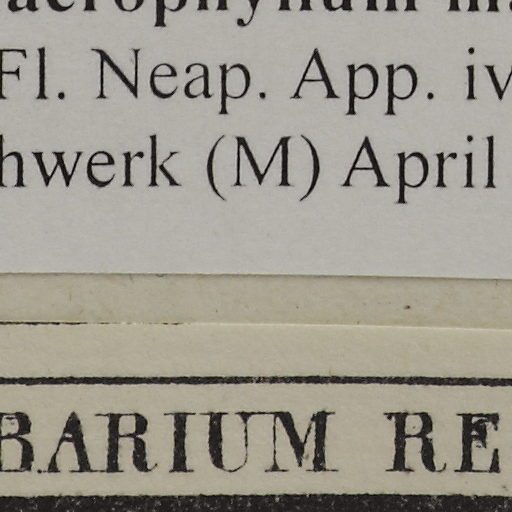 Fl. Neap. App. iv
hwerk (M) April
BARIUM RE